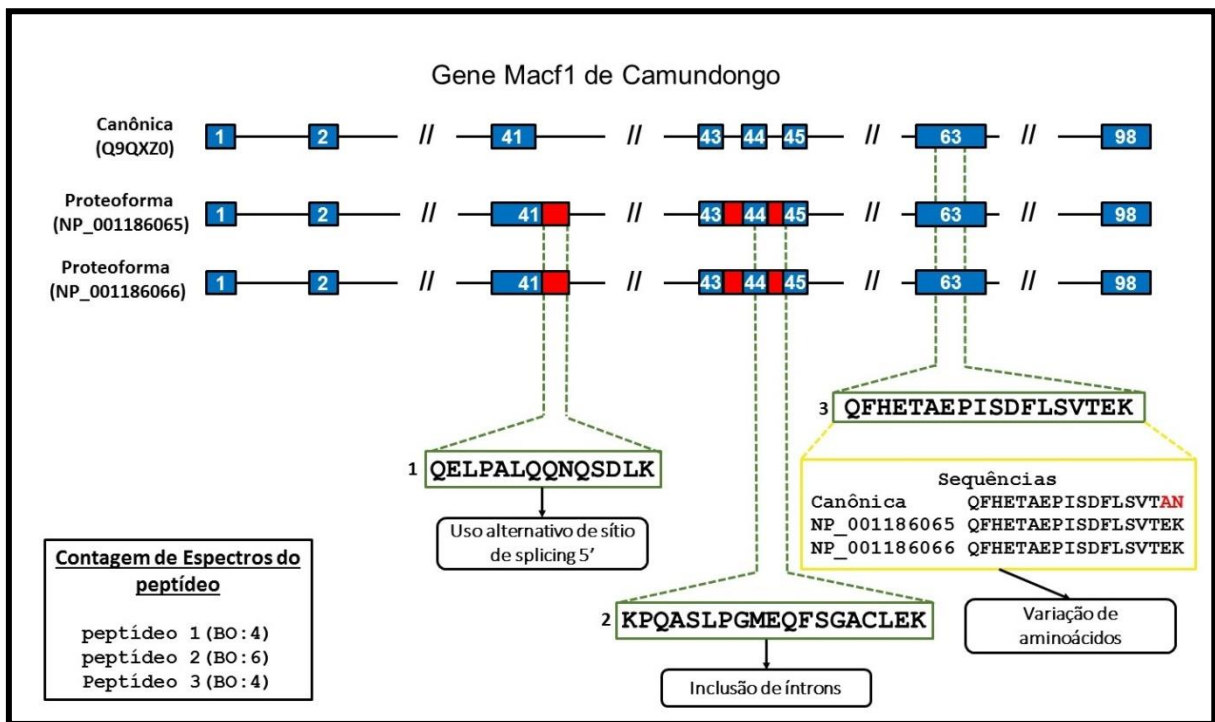 Gene Macf1 de Camundongo
Canônica
(Q9QXZ0)
1 2 // 41 // 43 44 45 // 63 // 98
Proteoforma
(NP_001186065)
1 2 // 41 // 43 44 45 // 63 // 98
Proteoforma
(NP_001186066)
1 2 // 41 // 43 44 45 // 63 // 98
3 QFHETAEPISDFLSVTEK
1 QELPALQQNQSDLK
Uso alternativo de sítio
de splicing 5’
Sequências
Canônica QFHETAEPISDFLSVTAN
NP_001186065 QFHETAEPISDFLSVTEK
NP_001186066 QFHETAEPISDFLSVTEK
Variação de
aminoácidos
2 KPQASLPGMEQFSGACLEK
Inclusão de íntrons
Contagem de Espectros do
peptídeo
peptídeo 1(BO:4)
peptídeo 2(BO:6)
Peptídeo 3(BO:4)